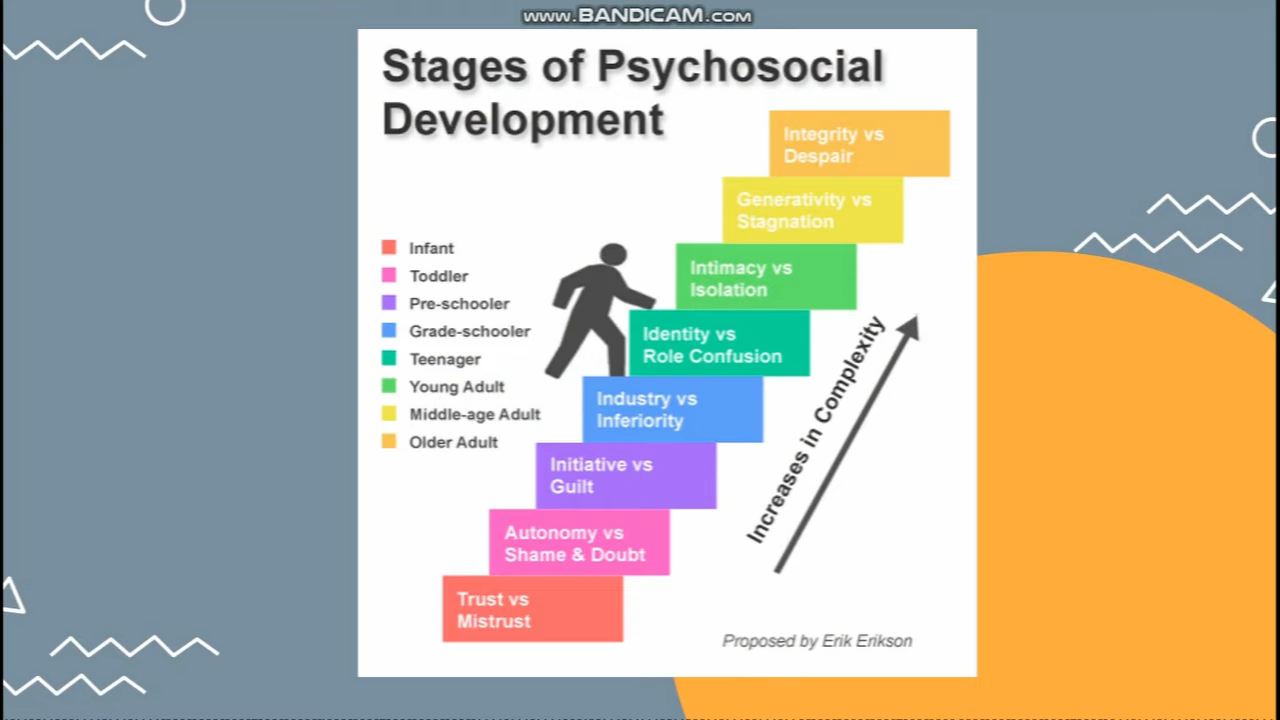 www.BANDICAM.com
Stages of Psychosocial
Development
Integrity vs
Despair
Generativity vs
Stagnation
Intimacy vs
Isolation
Identity vs
Role Confusion
Industry vs
Inferiority
Initiative vs
Guilt
Autonomy vs
Shame & Doubt
Trust vs
Mistrust
Infant
Toddler
Pre-schooler
Grade-schooler
Teenager
Young Adult
Middle-age Adult
Older Adult
Increases in Complexity
Proposed by Erik Erikson